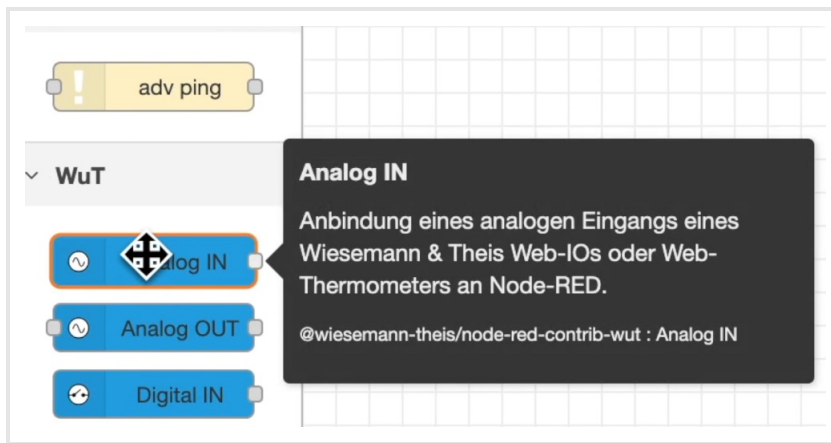 adv ping
WuT
Analog IN
Anbindung eines analogen Eingangs eines
Wiesemann & Theis Web-IOs oder Web-
Thermometers an Node-RED.
@wiesemann-theis/node-red-contrib-wut : Analog IN
alog IN
Analog OUT
Digital IN